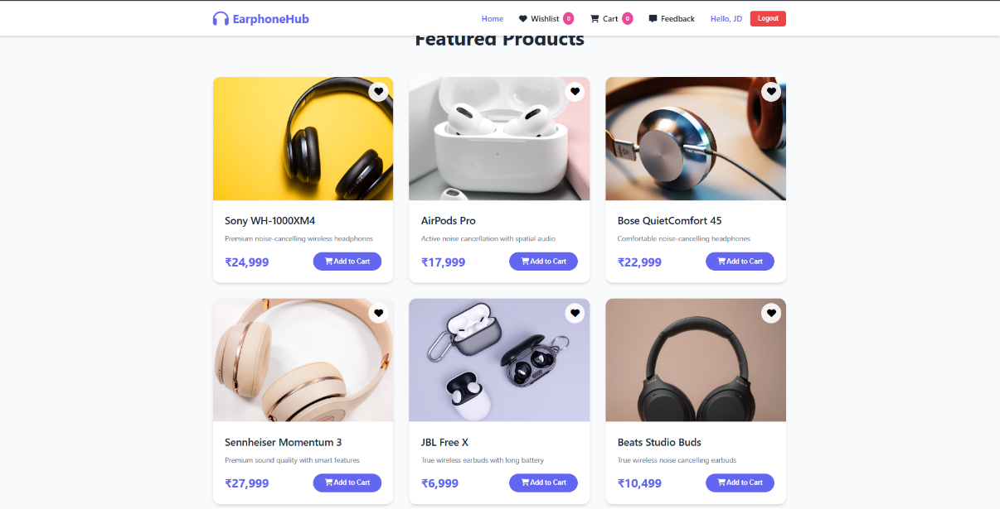 EarphoneHub
Home Wishlist 0 Cart 0 Feedback Hello, JD Logout
Featured Products
Sony WH-1000XM4
Premium noise-cancelling wireless headphones
₹24,999 Add to Cart
AirPods Pro
Active noise cancellation with spatial audio
₹17,999 Add to Cart
Bose QuietComfort 45
Comfortable noise-cancelling headphones
₹22,999 Add to Cart
Sennheiser Momentum 3
Premium sound quality with smart features
₹27,999 Add to Cart
JBL Free X
True wireless earbuds with long battery
₹6,999 Add to Cart
Beats Studio Buds
True wireless noise cancelling earbuds
₹10,499 Add to Cart